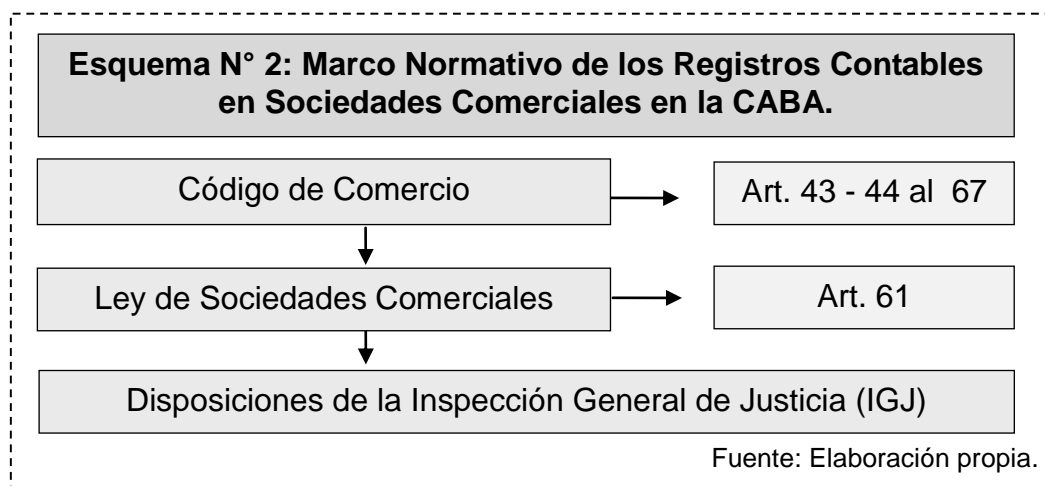 Esquema N° 2: Marco Normativo de los Registros Contables
en Sociedades Comerciales en la CABA.
Código de Comercio
Art. 43 - 44 al 67
Ley de Sociedades Comerciales
Art. 61
Disposiciones de la Inspección General de Justicia (IGJ)
Fuente: Elaboración propia.